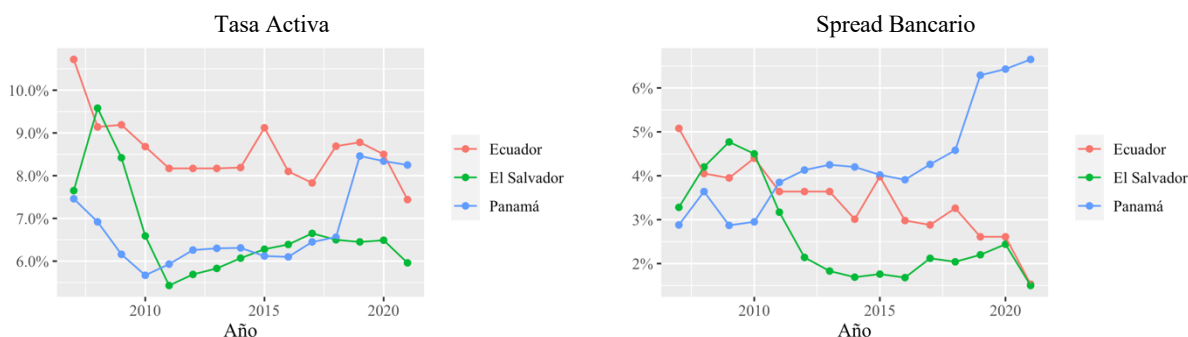 Tasa Activa
10.0%
9.0%
8.0%
7.0%
6.0%
2010
2015
2020
Año
Ecuador
El Salvador
Panamá
Spread Bancario
6%
5%
4%
3%
2%
2010
2015
2020
Año
Ecuador
El Salvador
Panamá